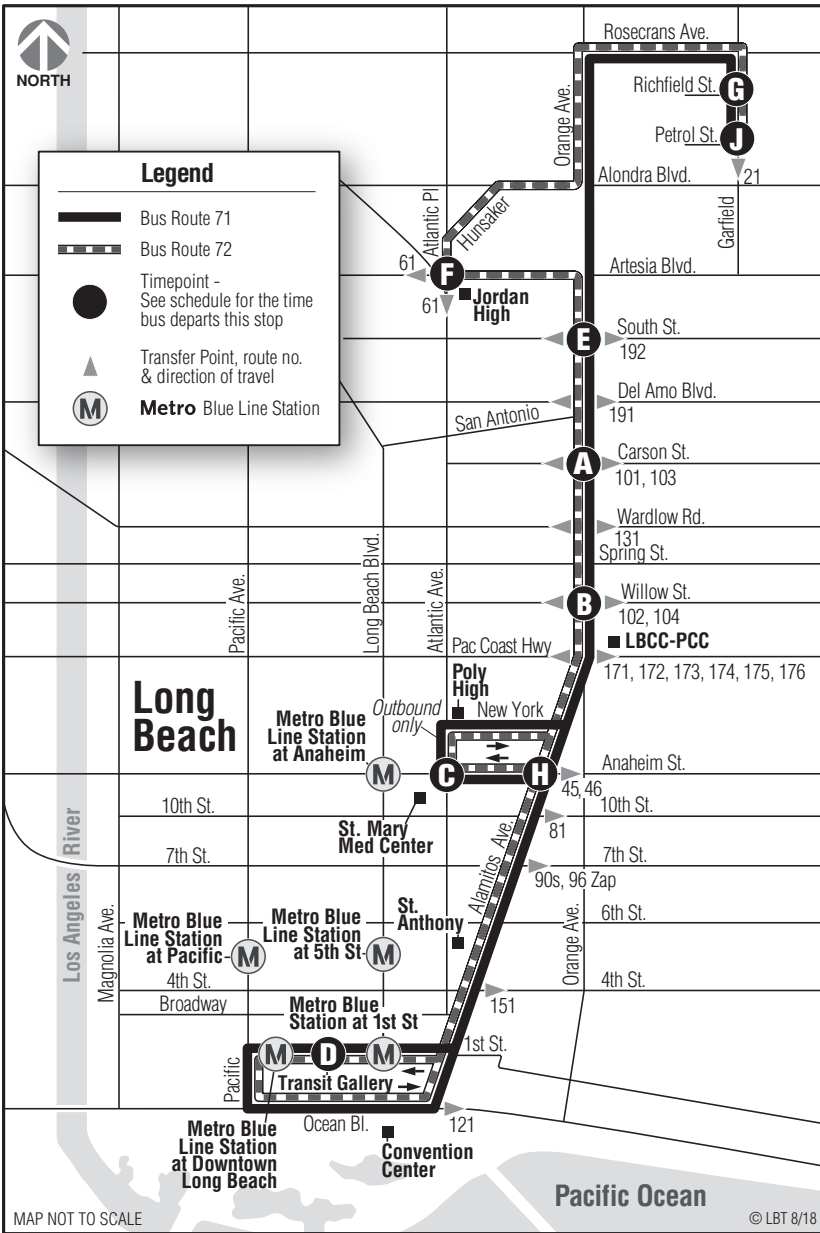 NORTH
Rosecrans Ave.
Richfield St.
G
Petrol St.
J
Orange Ave.
Alondra Blvd.
21
Garfield
Legend
Bus Route 71
Bus Route 72
Timepoint -
See schedule for the time
bus departs this stop
Transfer Point, route no.
& direction of travel
M
Metro Blue Line Station
Atlantic Pl
Hunsaker
61
F
Artesia Blvd.
61
Jordan
High
E
South St.
192
Del Amo Blvd.
191
San Antonio
A
Carson St.
101, 103
Wardlow Rd.
131
Spring St.
Pacific Ave.
Long Beach Blvd.
Atlantic Ave.
B
Willow St.
102, 104
LBCC-PCC
Pac Coast Hwy
171, 172, 173, 174, 175, 176
Long
Beach
Poly
High
Outbound
only
New York
Metro Blue
Line Station
at Anaheim
M
C
H
Anaheim St.
45, 46
10th St.
10th St.
81
St. Mary
Med Center
7th St.
7th St.
90s, 96 Zap
Los Angeles River
Magnolia Ave.
Alamitos Ave.
Orange Ave.
St.
Anthony
6th St.
Metro Blue
Line Station
at Pacific
M
Metro Blue
Line Station
at 5th St
M
4th St.
4th St.
151
Broadway
Metro Blue
Station at 1st St
1st St.
M
D
M
Transit Gallery
Pacific
Ocean Bl.
121
Metro Blue
Line Station
at Downtown
Long Beach
Convention
Center
Pacific Ocean
MAP NOT TO SCALE
© LBT 8/18